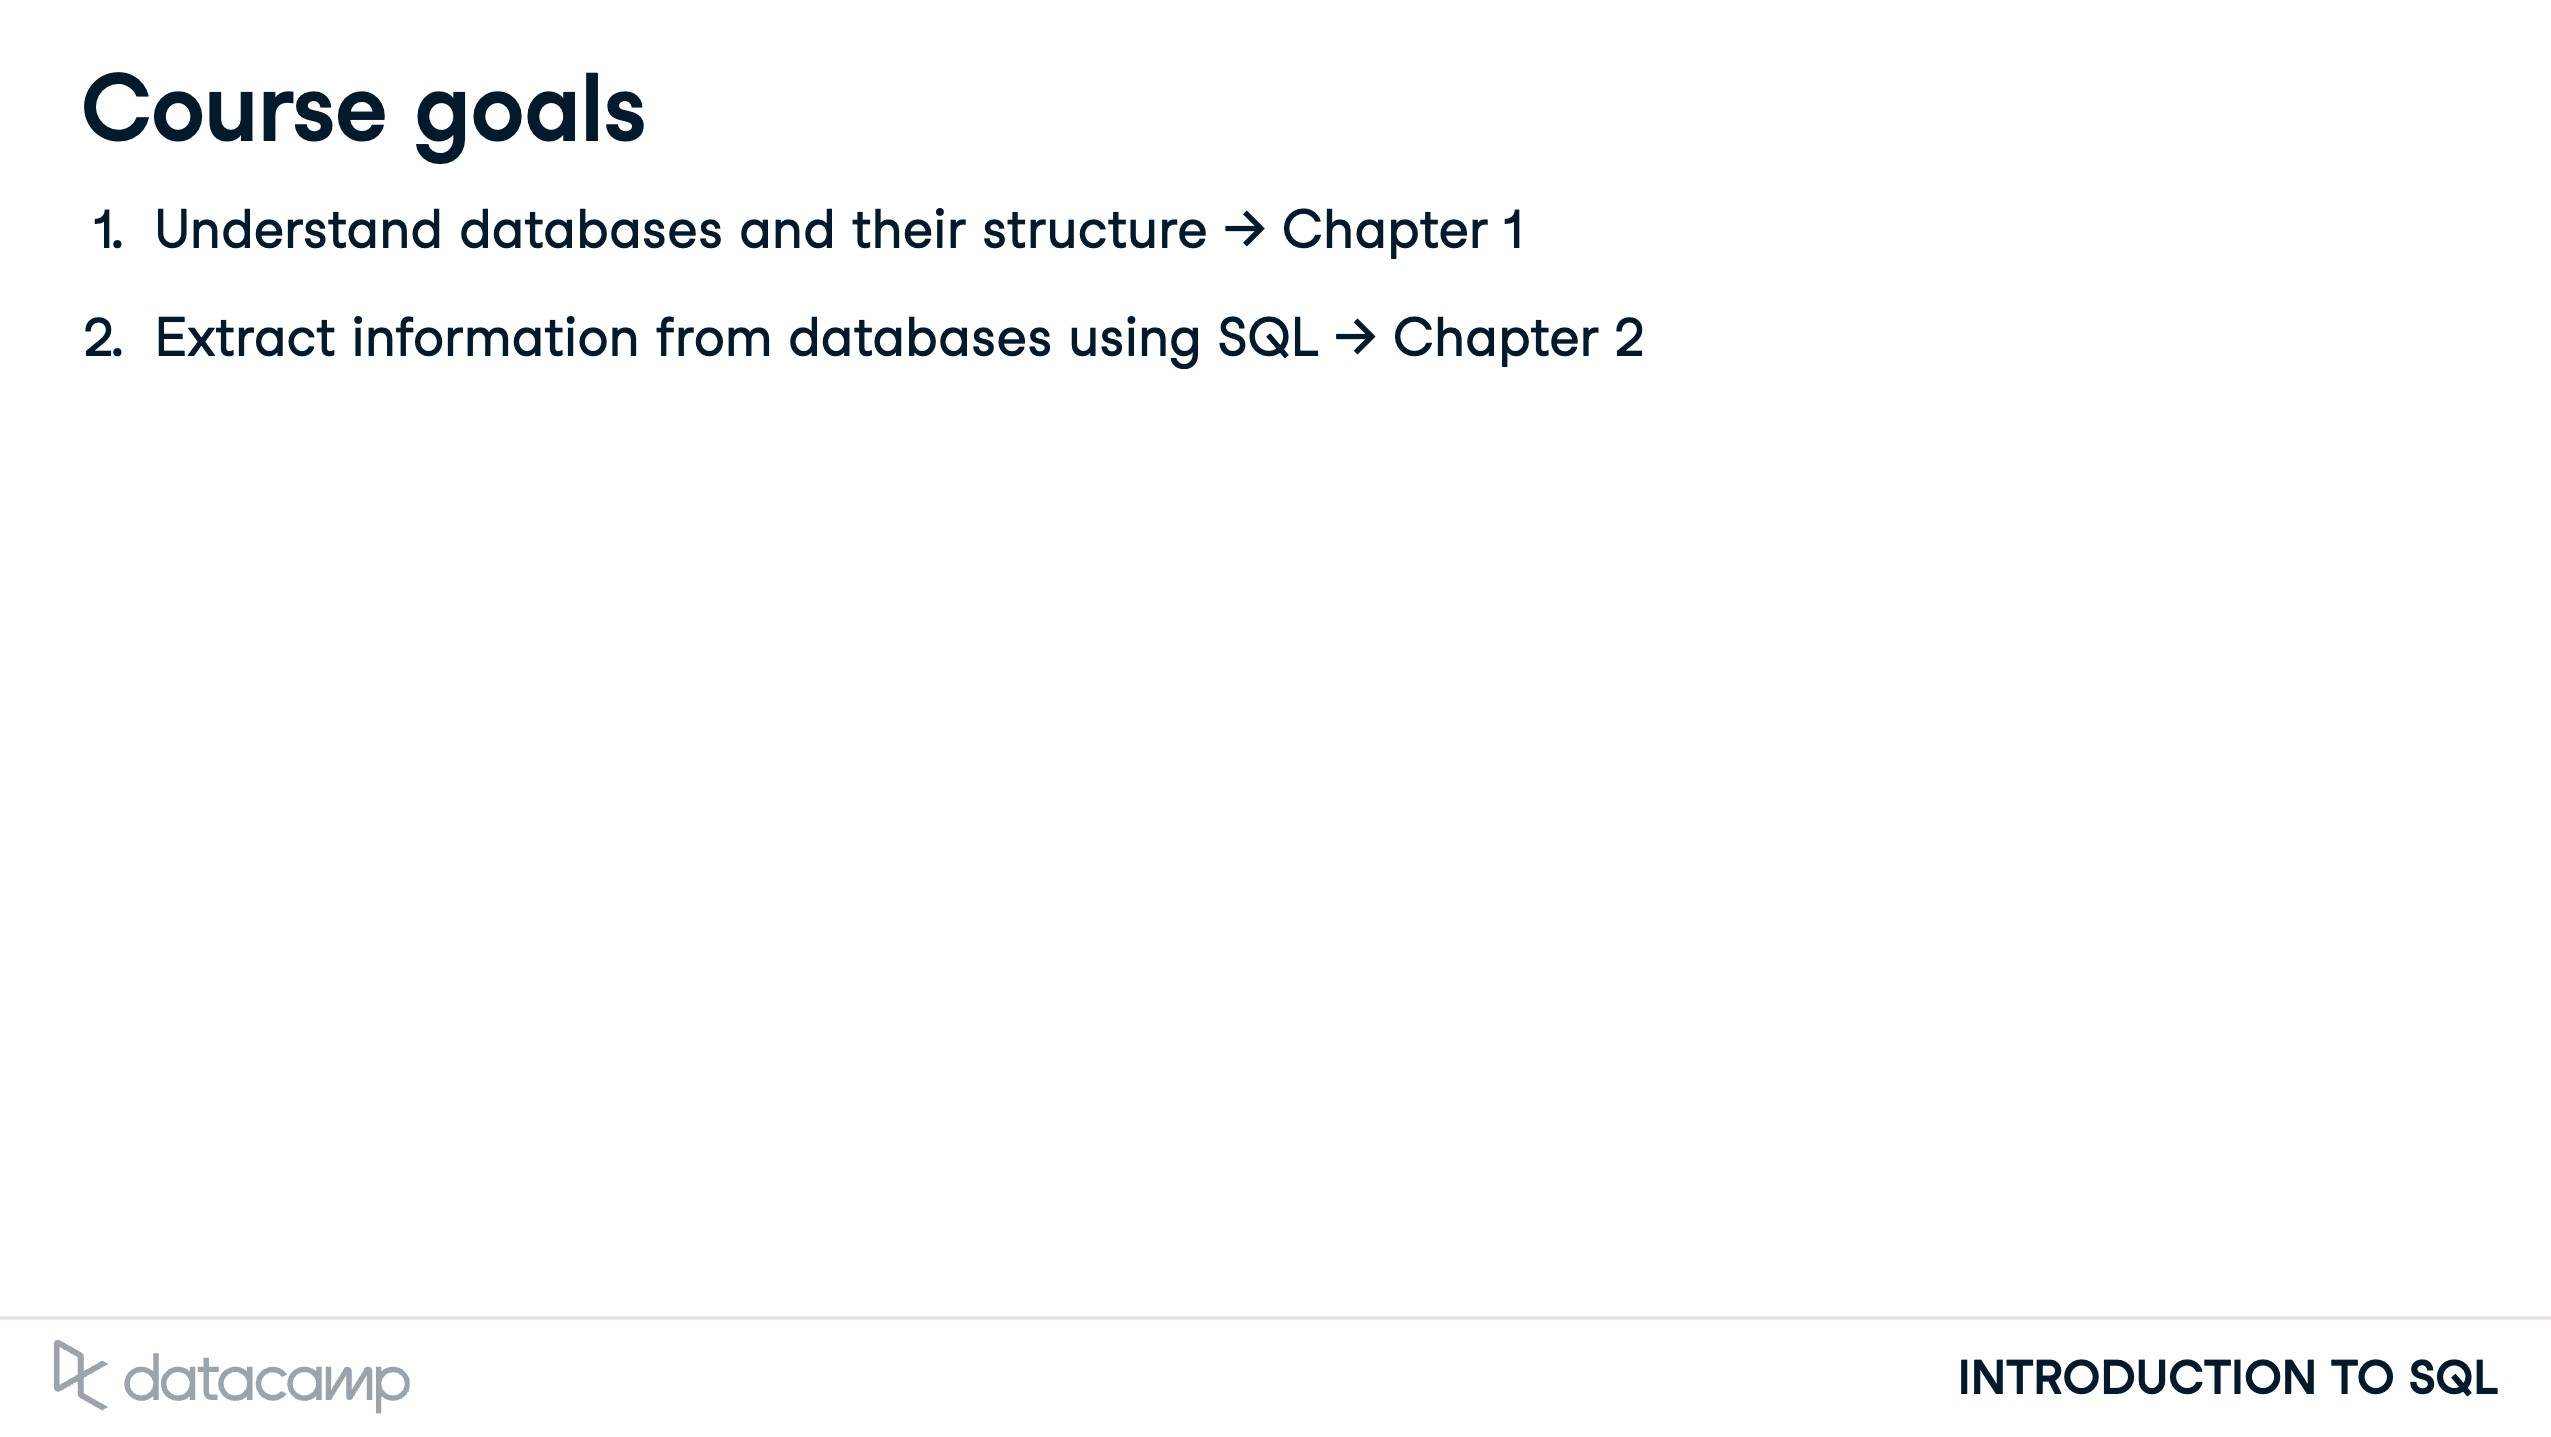 Course goals
1. Understand databases and their structure → Chapter 1
2. Extract information from databases using SQL → Chapter 2
datacamp
INTRODUCTION TO SQL